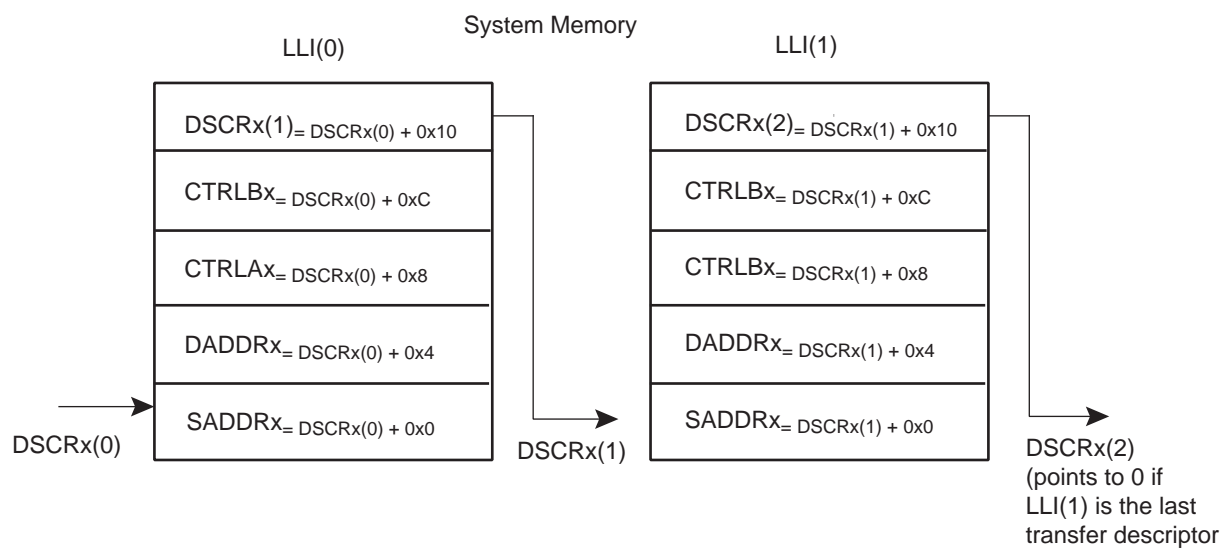 System Memory
LLI(0)
LLI(1)
DSCRx(1)= DSCRx(0) + 0x10
CTRLBx= DSCRx(0) + 0xC
CTRLAx= DSCRx(0) + 0x8
DADDRx= DSCRx(0) + 0x4
SADDRx= DSCRx(0) + 0x0
DSCRx(0)
DSCRx(2)= DSCRx(1) + 0x10
CTRLBx= DSCRx(1) + 0xC
CTRLBx= DSCRx(1) + 0x8
DADDRx= DSCRx(1) + 0x4
SADDRx= DSCRx(1) + 0x0
DSCRx(1)
DSCRx(2)
(points to 0 if
LLI(1) is the last
transfer descriptor